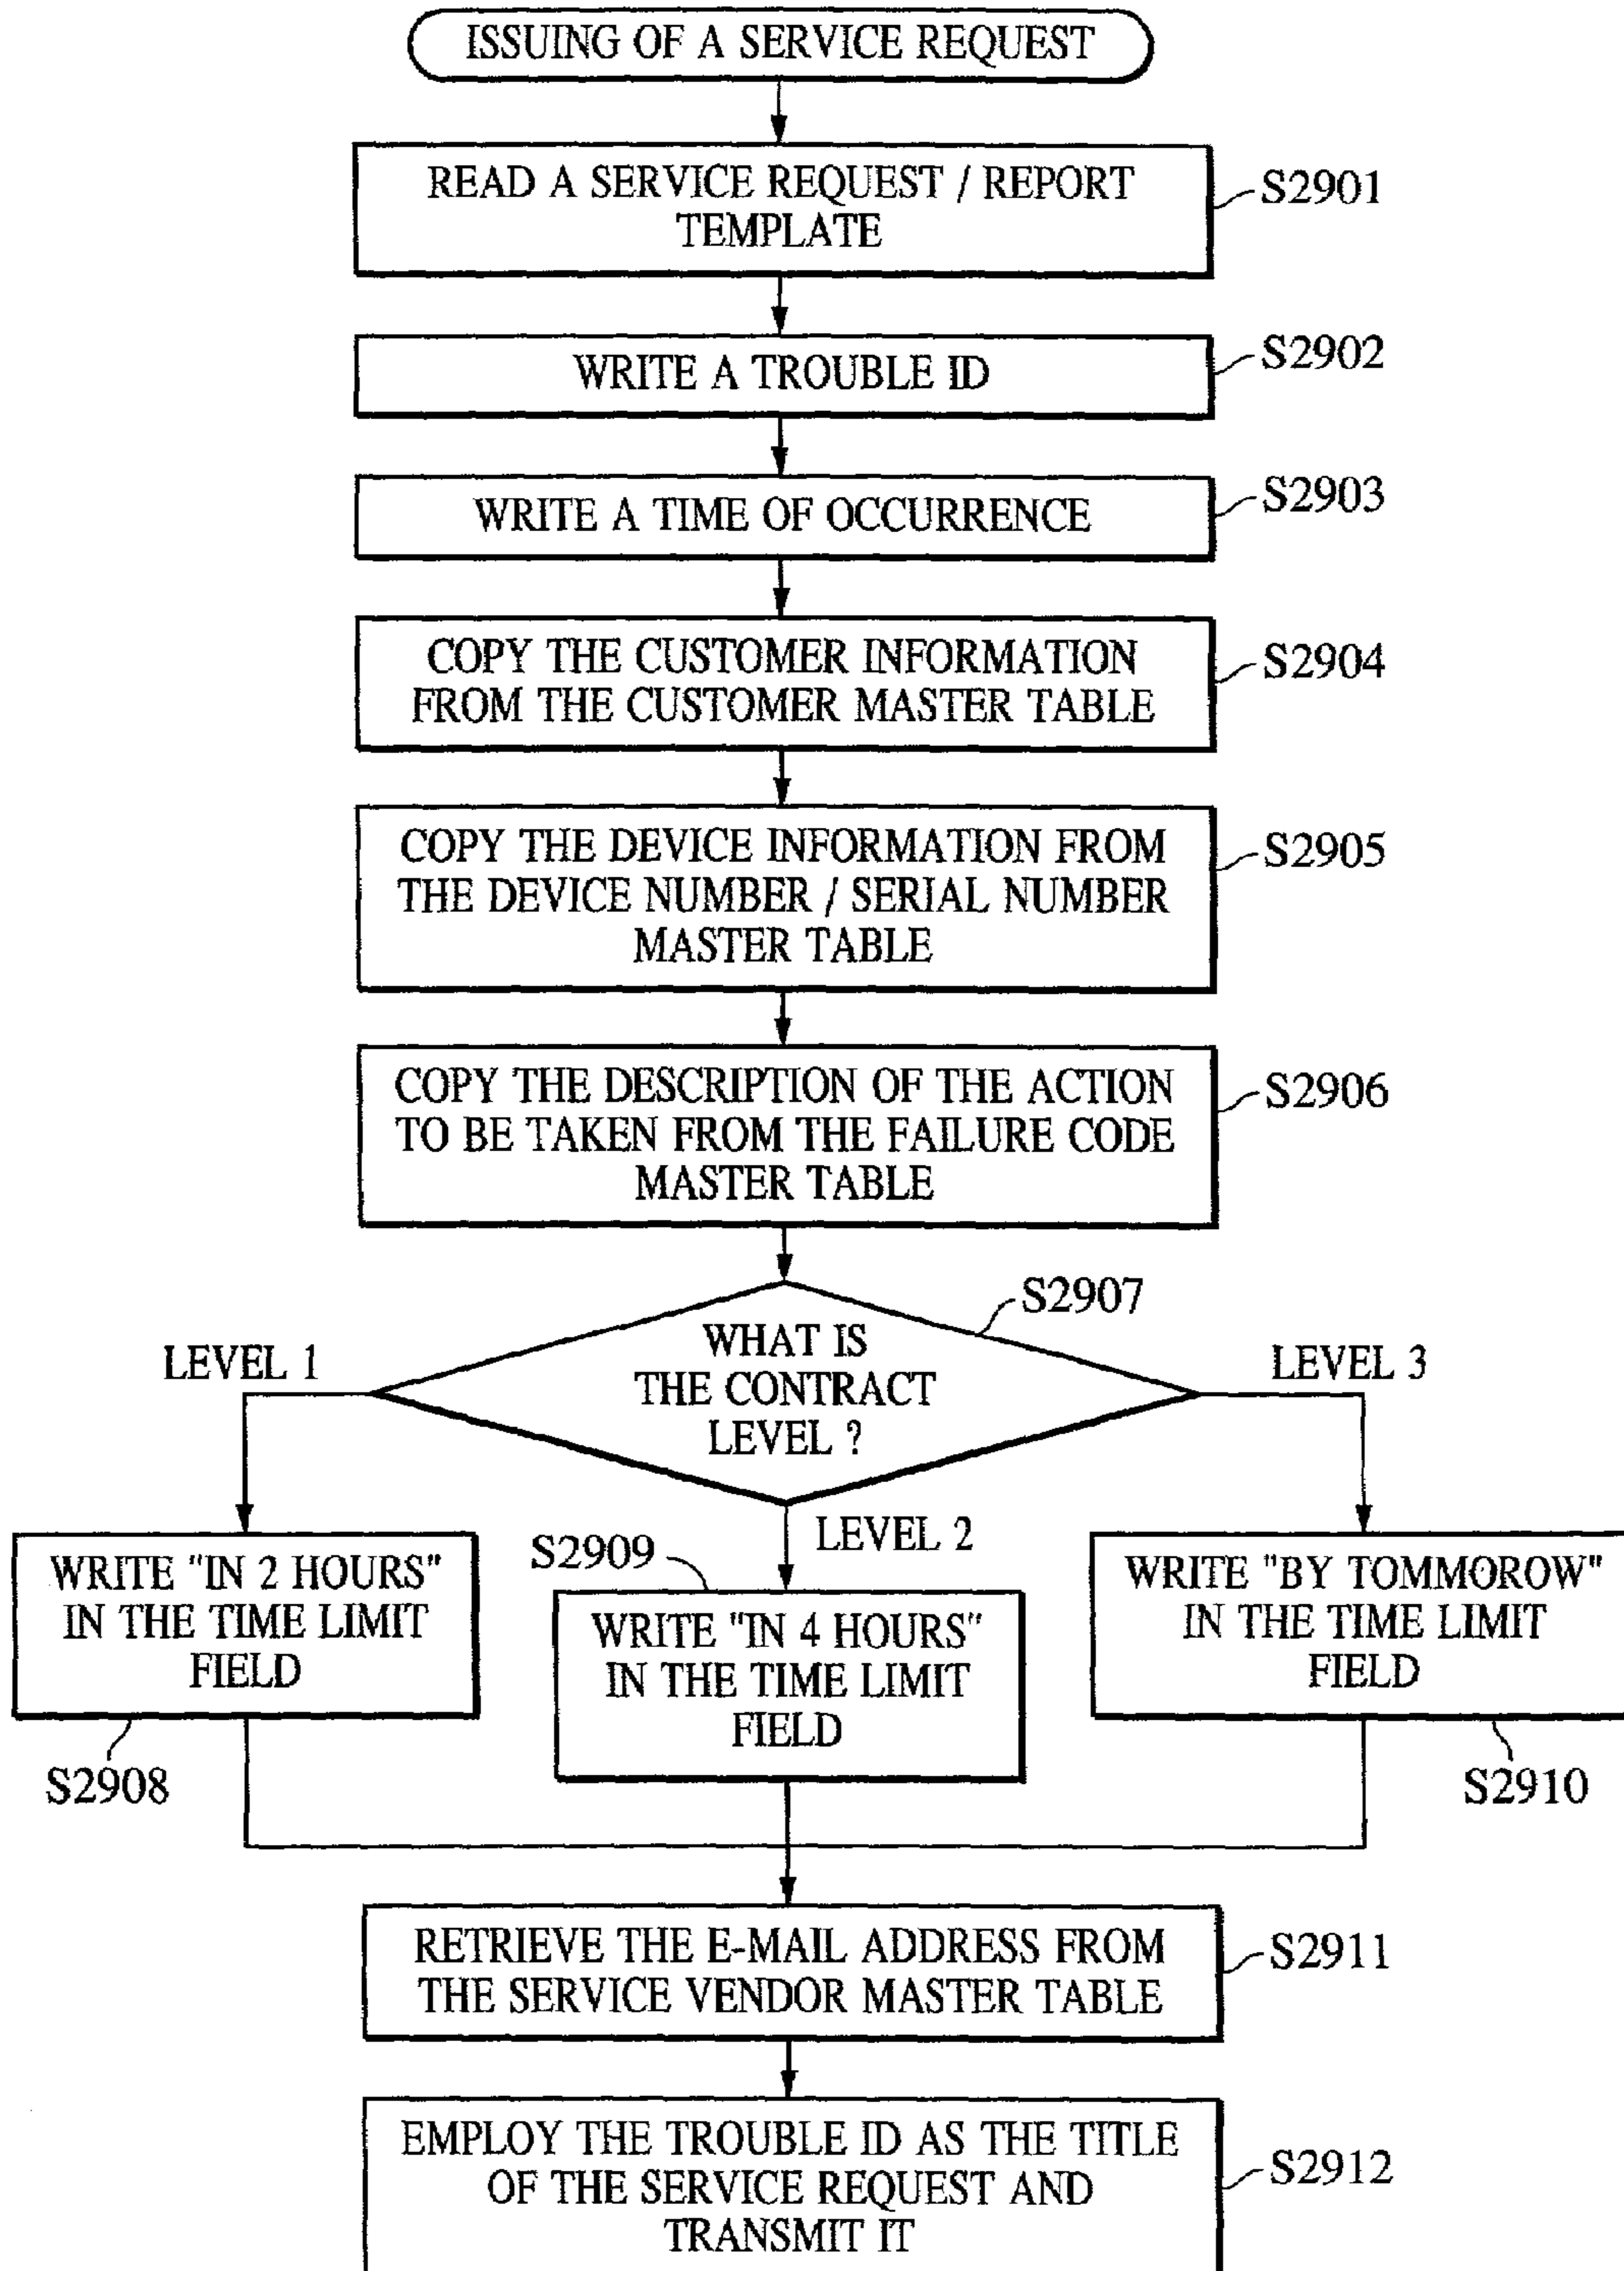 ISSUING OF A SERVICE REQUEST
READ A SERVICE REQUEST / REPORT
TEMPLATE
S2901
WRITE A TROUBLE ID
S2902
WRITE A TIME OF OCCURRENCE
S2903
COPY THE CUSTOMER INFORMATION
FROM THE CUSTOMER MASTER TABLE
S2904
COPY THE DEVICE INFORMATION FROM
THE DEVICE NUMBER / SERIAL NUMBER
MASTER TABLE
S2905
COPY THE DESCRIPTION OF THE ACTION
TO BE TAKEN FROM THE FAILURE CODE
MASTER TABLE
S2906
WHAT IS
THE CONTRACT
LEVEL ?
S2907
LEVEL 1
LEVEL 2
LEVEL 3
WRITE "IN 2 HOURS"
IN THE TIME LIMIT
FIELD
S2908
S2909
WRITE "IN 4 HOURS"
IN THE TIME LIMIT
FIELD
WRITE "BY TOMMOROW"
IN THE TIME LIMIT
FIELD
S2910
RETRIEVE THE E-MAIL ADDRESS FROM
THE SERVICE VENDOR MASTER TABLE
S2911
EMPLOY THE TROUBLE ID AS THE TITLE
OF THE SERVICE REQUEST AND
TRANSMIT IT
S2912